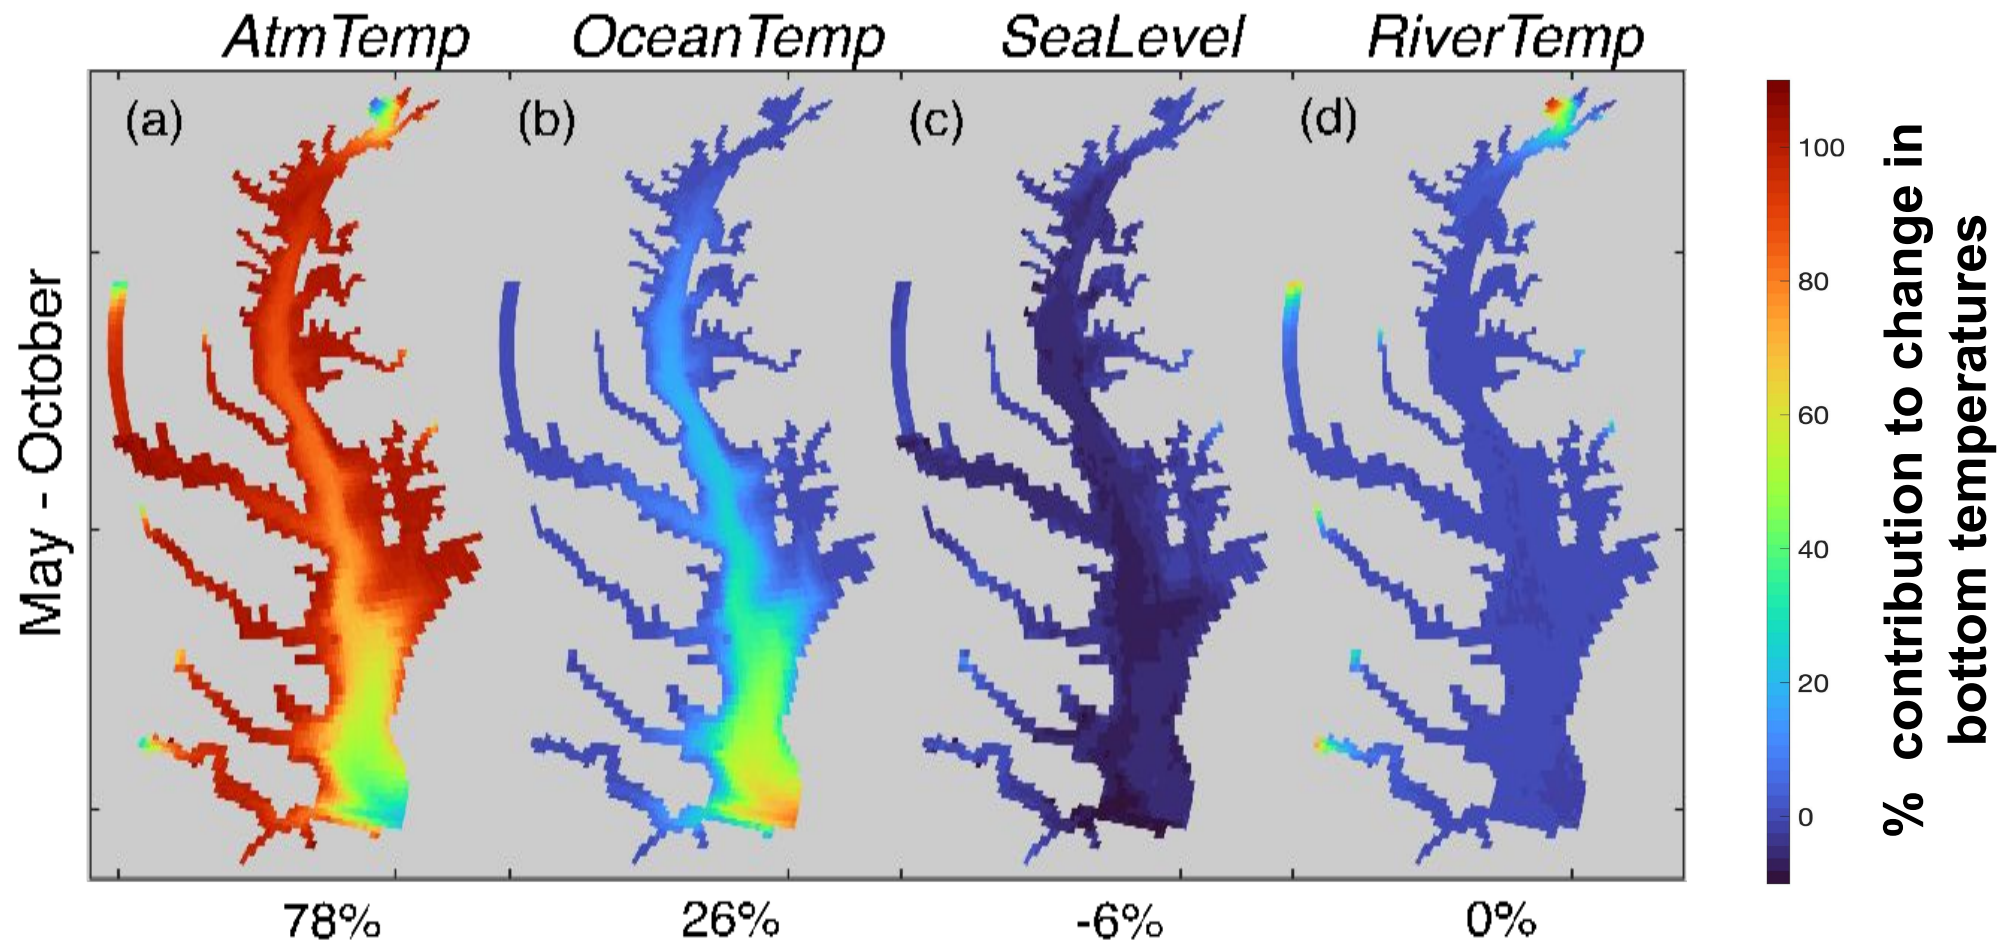 AtmTemp OceanTemp SeaLevel RiverTemp
(a) (b) (c) (d)
May - October
78% 26% -6% 0%
100
80
60
40
20
0
% contribution to change in
bottom temperatures